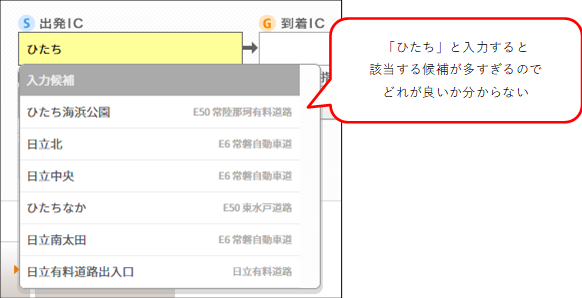 S 出発IC
G 到着IC
ひたち
指
入力候補
ひたち海浜公園 E50 常陸那珂有料道路
日立北 E6 常磐自動車道
日立中央 E6 常磐自動車道
ひたちなか E50 東水戸道路
日立南太田 E6 常磐自動車道
日立有料道路出入口 日立有料道路
「ひたち」と入力すると
該当する候補が多すぎるので
どれが良いか分からない